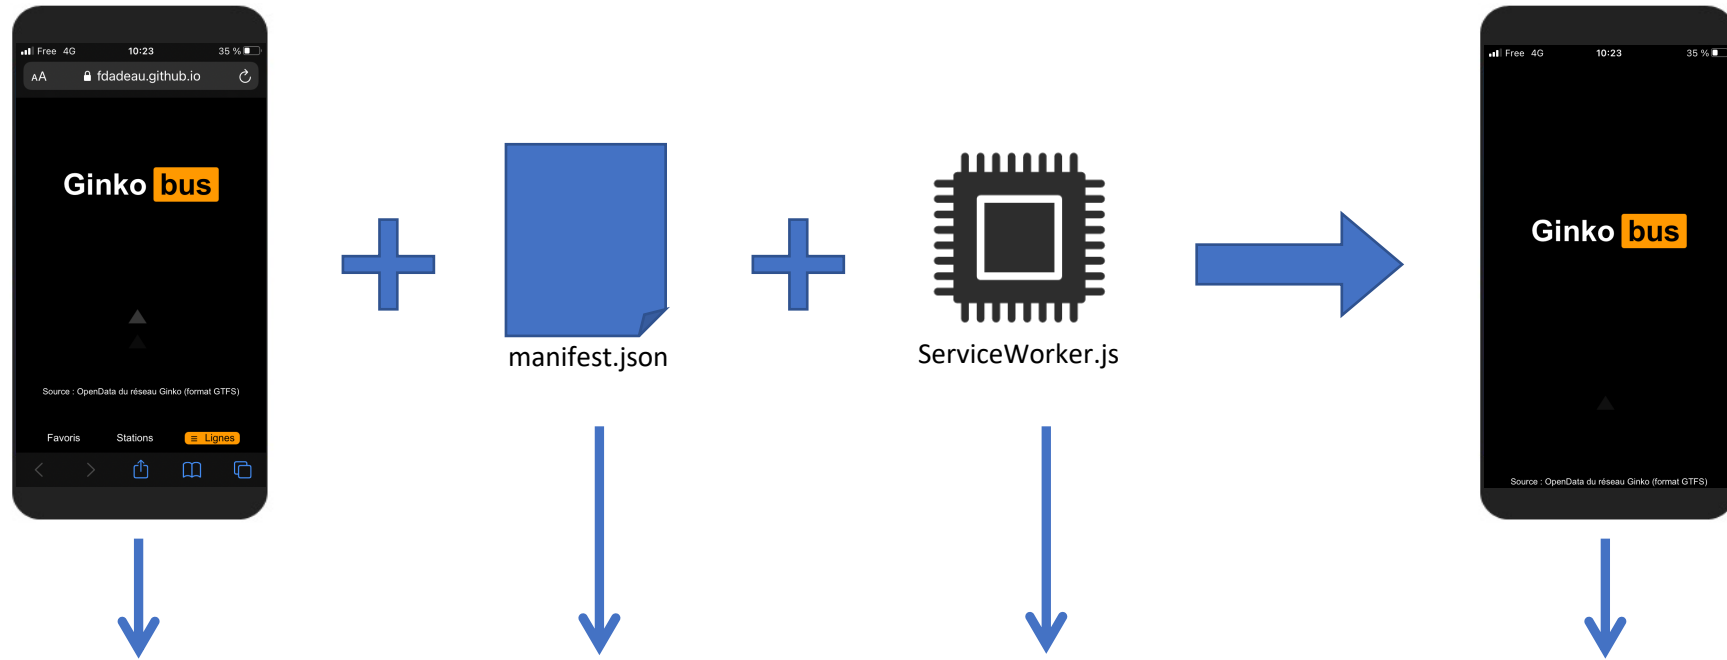 Free 4G 10:23 35 %
AA fdadeau.github.io
Ginko bus
Source : OpenData du réseau Ginko (format GTFS)
Favoris Stations Lignes
manifest.json
ServiceWorker.js
Free 4G 10:23 35 %
Ginko bus
Source : OpenData du réseau Ginko (format GTFS)